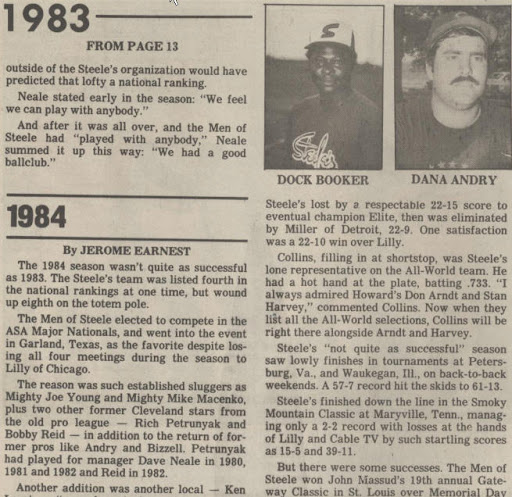 1983
FROM PAGE 13
outside of the Steele's organization would have
predicted that lofty a national ranking.
Neale stated early in the season: "We feel
we can play with anybody."
And after it was all over, and the Men of
Steele had "played with anybody," Neale
summed it up this way: "We had a good
ballclub."
1984
By JEROME EARNEST
The 1984 season wasn't quite as successful
as 1983. The Steele's team was listed fourth
in the national rankings at one time, but wound
up eighth on the totem pole.
The Men of Steele elected to compete in the
ASA Major Nationals, and went into the event
in Garland, Texas, as the favorite despite los-
ing all four meetings during the season to
Lilly of Chicago.
The reason was such established sluggers as
Mighty Joe Young and Mighty Mike Macenko,
plus two other former Cleveland stars from
the old pro league — Rich Petrunyak and
Bobby Reid — in addition to the return of for-
mer pros like Andry and Bizzell. Petrunyak
had played for manager Dave Neale in 1980,
1981 and 1982 and Reid in 1982.
Another addition was another local — Ken
S
Steele's
DOCK BOOKER
DANA ANDRY
Steele's lost by a respectable 22-15 score to
eventual champion Elite, then was eliminated
by Miller of Detroit, 22-9. One satisfaction
was a 22-10 win over Lilly.
Collins, filling in at shortstop, was Steele's
lone representative on the All-World team. He
had a hot hand at the plate, batting .733. "I
always admired Howard's Don Arndt and Stan
Harvey," commented Collins. Now when they
list all the All-World selections, Collins will be
right there alongside Arndt and Harvey.
Steele's "not quite as successful" season
saw lowly finishes in tournaments at Peters-
burg, Va., and Waukegan, Ill., on back-to-back
weekends. A 57-7 record hit the skids to 61-13.
Steele's finished down the line in the Smoky
Mountain Classic at Maryville, Tenn., manag-
ing only a 2-2 record with losses at the hands
of Lilly and Cable TV by such startling scores
as 15-5 and 39-11.
But there were some successes. The Men of
Steele won John Massud's 19th annual Gate-
way Classic in St. Louis over Memorial Day